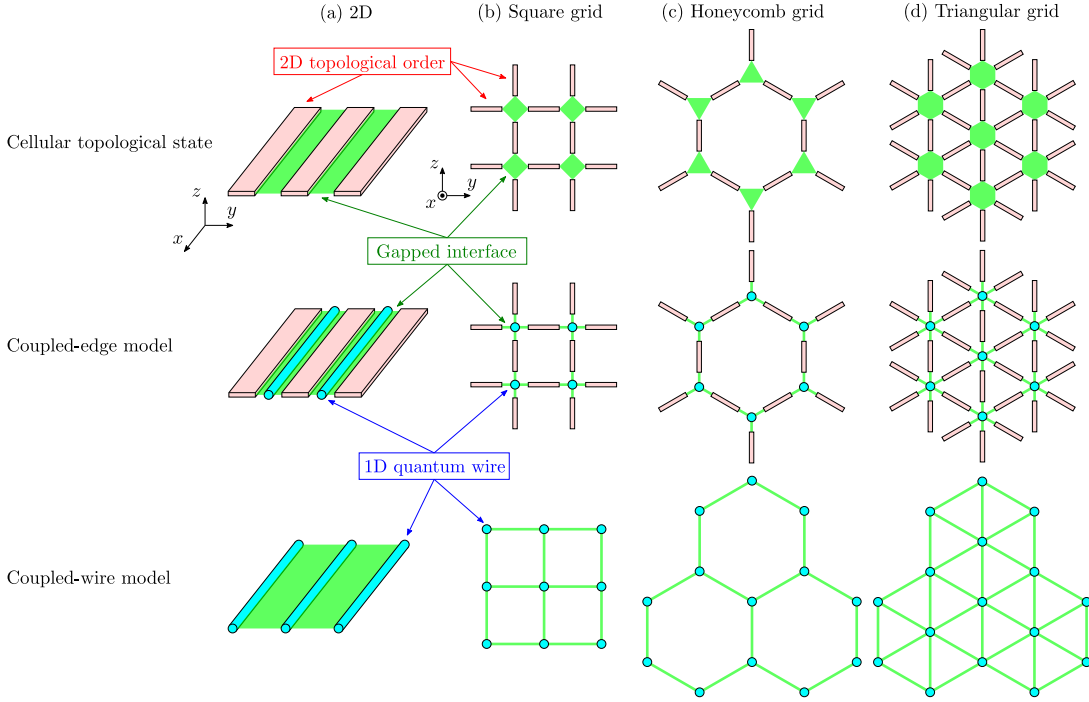 (a) 2D
(b) Square grid
(c) Honeycomb grid
(d) Triangular grid
2D topological order
Cellular topological state
z
y
x
z
x
y
Gapped interface
Coupled-edge model
1D quantum wire
Coupled-wire model